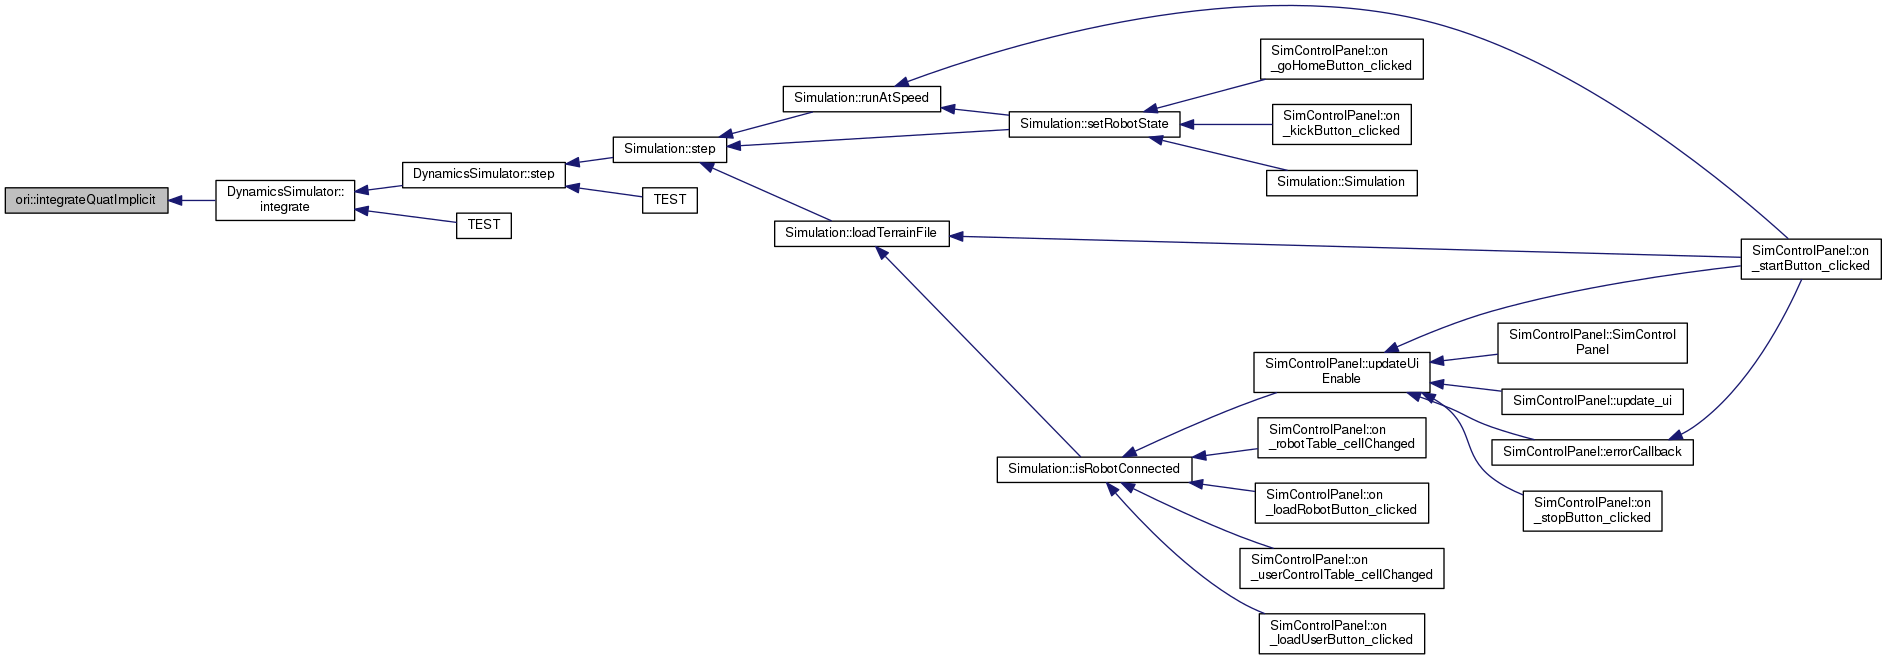 ori::integrateQuatImplicit
DynamicsSimulator::
integrate
DynamicsSimulator::step
TEST
Simulation::step
TEST
Simulation::runAtSpeed
Simulation::setRobotState
SimControlPanel::on
_goHomeButton_clicked
SimControlPanel::on
_kickButton_clicked
Simulation::Simulation
Simulation::loadTerrainFile
SimControlPanel::on
_startButton_clicked
Simulation::isRobotConnected
SimControlPanel::updateUi
Enable
SimControlPanel::SimControl
Panel
SimControlPanel::update_ui
SimControlPanel::errorCallback
SimControlPanel::on
_stopButton_clicked
SimControlPanel::on
_robotTable_cellChanged
SimControlPanel::on
_loadRobotButton_clicked
SimControlPanel::on
_userControlTable_cellChanged
SimControlPanel::on
_loadUserButton_clicked